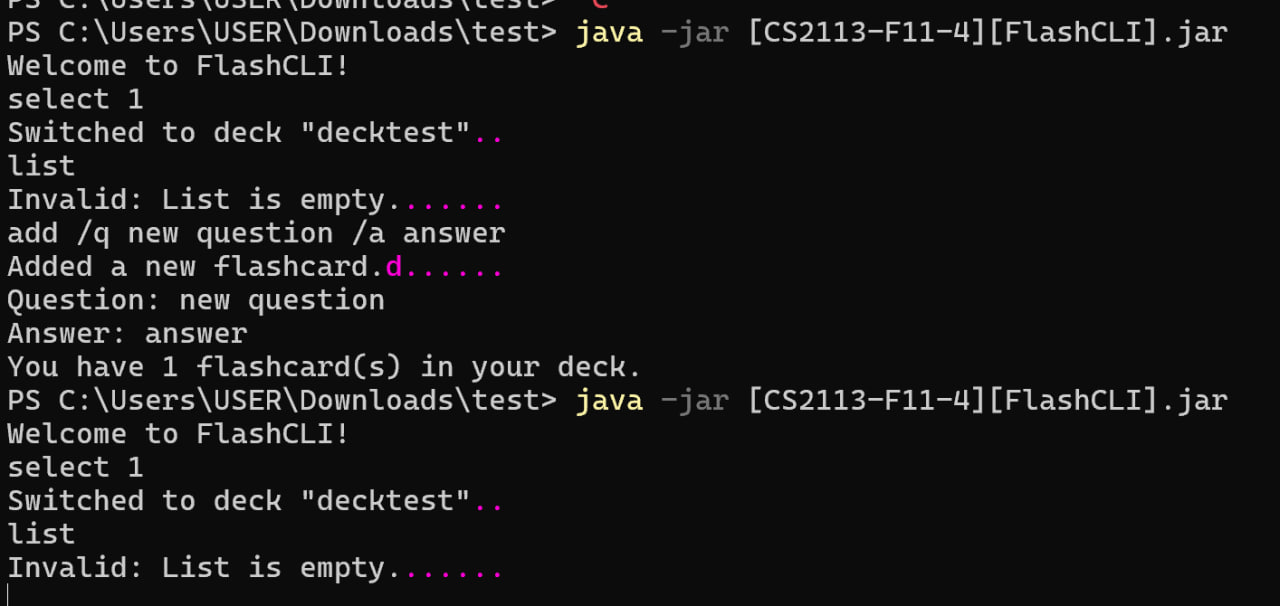 PS C:\Users\USER\Downloads\test> ^C
PS C:\Users\USER\Downloads\test> java -jar [CS2113-F11-4][FlashCLI].jar
Welcome to FlashCLI!
select 1
Switched to deck "decktest"..
list
Invalid: List is empty.......
add /q new question /a answer
Added a new flashcard.d......
Question: new question
Answer: answer
You have 1 flashcard(s) in your deck.
PS C:\Users\USER\Downloads\test> java -jar [CS2113-F11-4][FlashCLI].jar
Welcome to FlashCLI!
select 1
Switched to deck "decktest"..
list
Invalid: List is empty.......